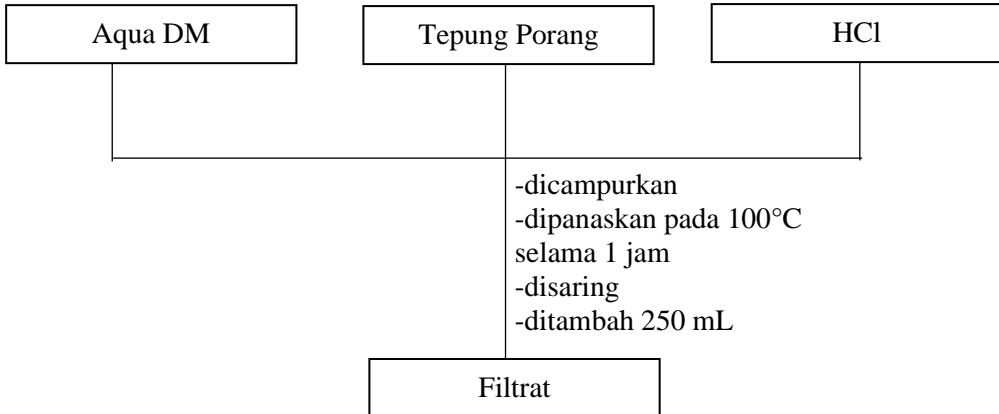 Aqua DM
Tepung Porang
HCl
-dicampurkan
-dipanaskan pada 100°C
selama 1 jam
-disaring
-ditambah 250 mL
Filtrat